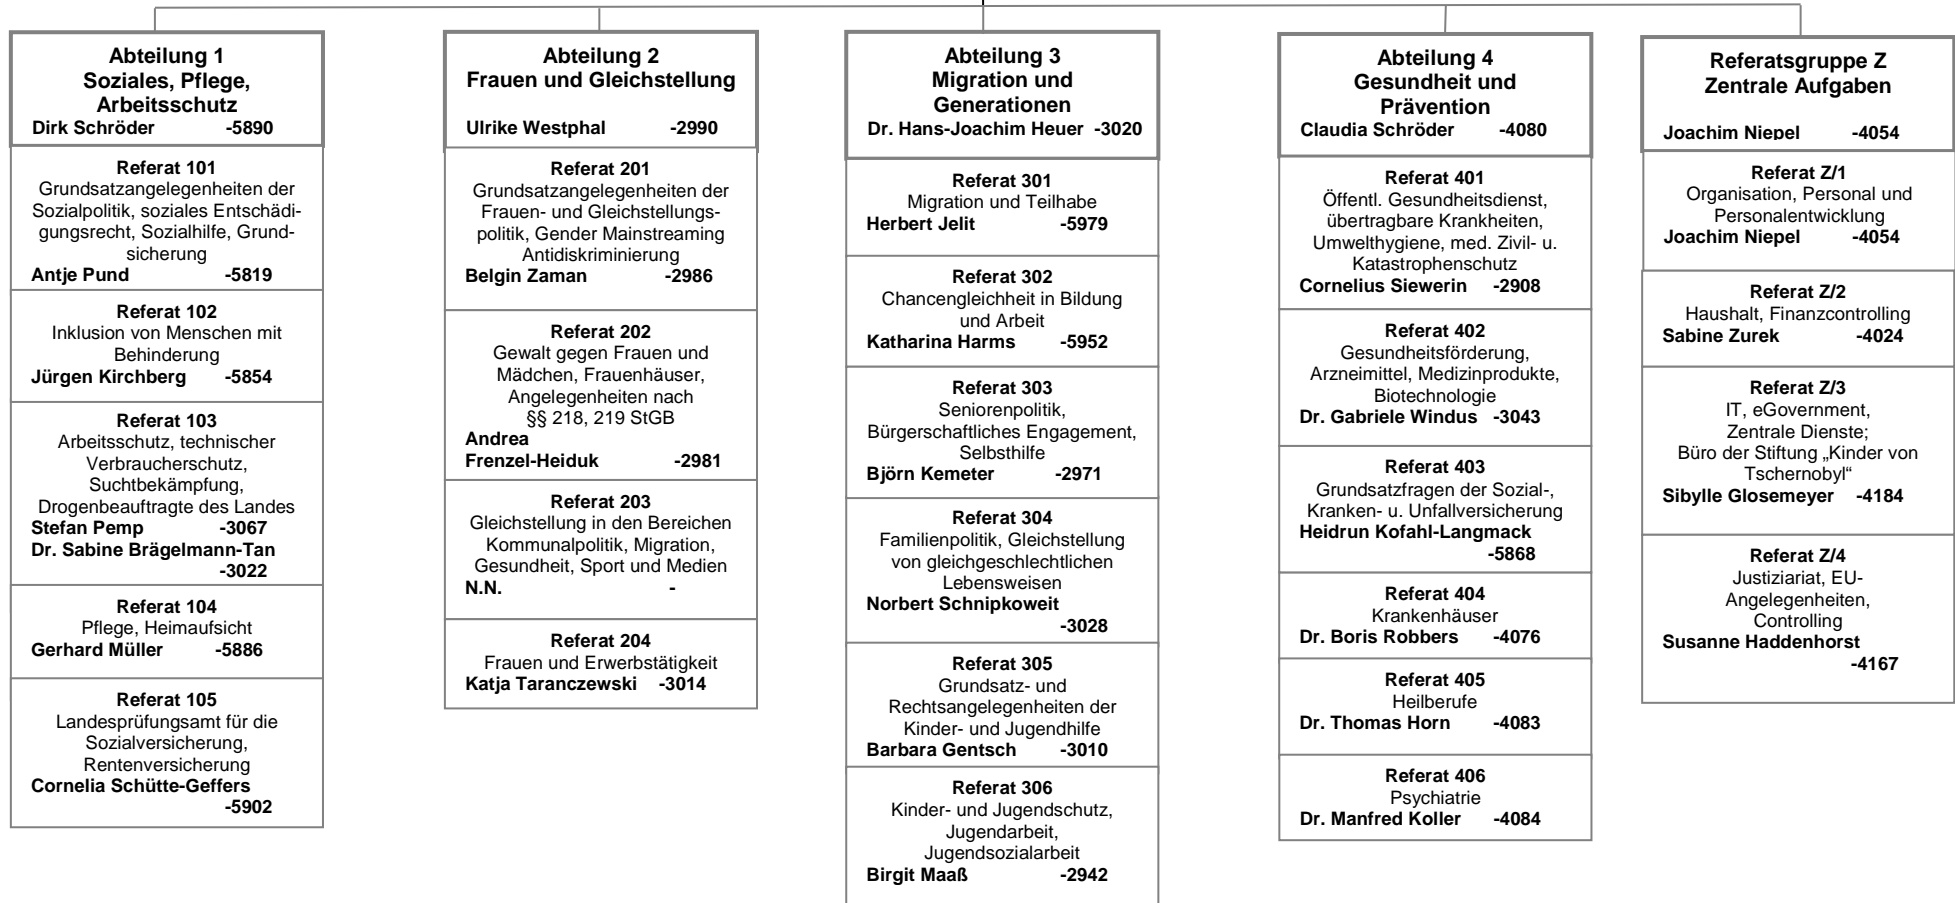 Abteilung 1
Soziales, Pflege,
Arbeitsschutz
Dirk Schröder -5890
Referat 101
Grundsatzangelegenheiten der
Sozialpolitik, soziales Entschädi-
gungsrecht, Sozialhilfe, Grund-
sicherung
Antje Pund -5819
Referat 102
Inklusion von Menschen mit
Behinderung
Jürgen Kirchberg -5854
Referat 103
Arbeitsschutz, technischer
Verbraucherschutz,
Suchtbekämpfung,
Drogenbeauftragte des Landes
Stefan Pemp -3067
Dr. Sabine Brägelmann-Tan
-3022
Referat 104
Pflege, Heimaufsicht
Gerhard Müller -5886
Referat 105
Landesprüfungsamt für die
Sozialversicherung,
Rentenversicherung
Cornelia Schütte-Geffers
-5902
Abteilung 2
Frauen und Gleichstellung
Ulrike Westphal -2990
Referat 201
Grundsatzangelegenheiten der
Frauen- und Gleichstellungs-
politik, Gender Mainstreaming
Antidiskriminierung
Belgin Zaman -2986
Referat 202
Gewalt gegen Frauen und
Mädchen, Frauenhäuser,
Angelegenheiten nach
§§ 218, 219 StGB
Andrea
Frenzel-Heiduk -2981
Referat 203
Gleichstellung in den Bereichen
Kommunalpolitik, Migration,
Gesundheit, Sport und Medien
N.N. -
Referat 204
Frauen und Erwerbstätigkeit
Katja Taranczewski -3014
Abteilung 3
Migration und
Generationen
Dr. Hans-Joachim Heuer -3020
Referat 301
Migration und Teilhabe
Herbert Jelit -5979
Referat 302
Chancengleichheit in Bildung
und Arbeit
Katharina Harms -5952
Referat 303
Seniorenpolitik,
Bürgerschaftliches Engagement,
Selbsthilfe
Björn Kemeter -2971
Referat 304
Familienpolitik, Gleichstellung
von gleichgeschlechtlichen
Lebensweisen
Norbert Schnipkoweit
-3028
Referat 305
Grundsatz- und
Rechtsangelegenheiten der
Kinder- und Jugendhilfe
Barbara Gentsch -3010
Referat 306
Kinder- und Jugendschutz,
Jugendarbeit,
Jugendsozialarbeit
Birgit Maaß -2942
Abteilung 4
Gesundheit und
Prävention
Claudia Schröder -4080
Referat 401
Öffentl. Gesundheitsdienst,
übertragbare Krankheiten,
Umwelthygiene, med. Zivil- u.
Katastrophenschutz
Cornelius Siewerin -2908
Referat 402
Gesundheitsförderung,
Arzneimittel, Medizinprodukte,
Biotechnologie
Dr. Gabriele Windus -3043
Referat 403
Grundsatzfragen der Sozial-,
Kranken- u. Unfallversicherung
Heidrun Kofahl-Langmack
-5868
Referat 404
Krankenhäuser
Dr. Boris Robbers -4076
Referat 405
Heilberufe
Dr. Thomas Horn -4083
Referat 406
Psychiatrie
Dr. Manfred Koller -4084
Referatsgruppe Z
Zentrale Aufgaben
Joachim Niepel -4054
Referat Z/1
Organisation, Personal und
Personalentwicklung
Joachim Niepel -4054
Referat Z/2
Haushalt, Finanzcontrolling
Sabine Zurek -4024
Referat Z/3
IT, eGovernment,
Zentrale Dienste;
Büro der Stiftung „Kinder von
Tschernobyl“
Sibylle Glosemeyer -4184
Referat Z/4
Justiziariat, EU-
Angelegenheiten,
Controlling
Susanne Haddenhorst
-4167